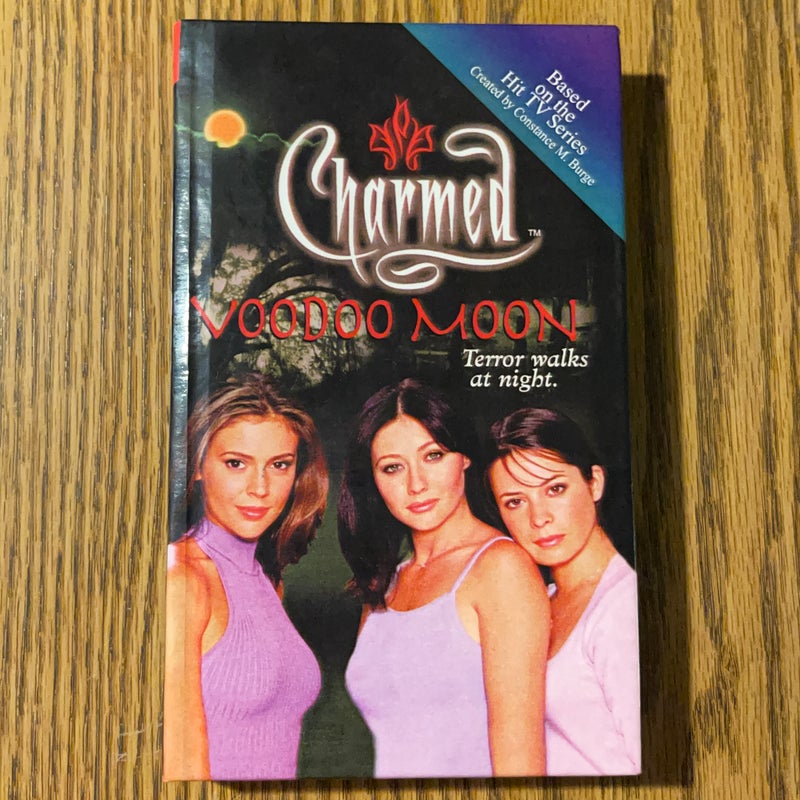 Based
on the
Hit TV Series
Created by Constance M. Burge
Charmed ™
VOODOO MOON
Terror walks
at night.